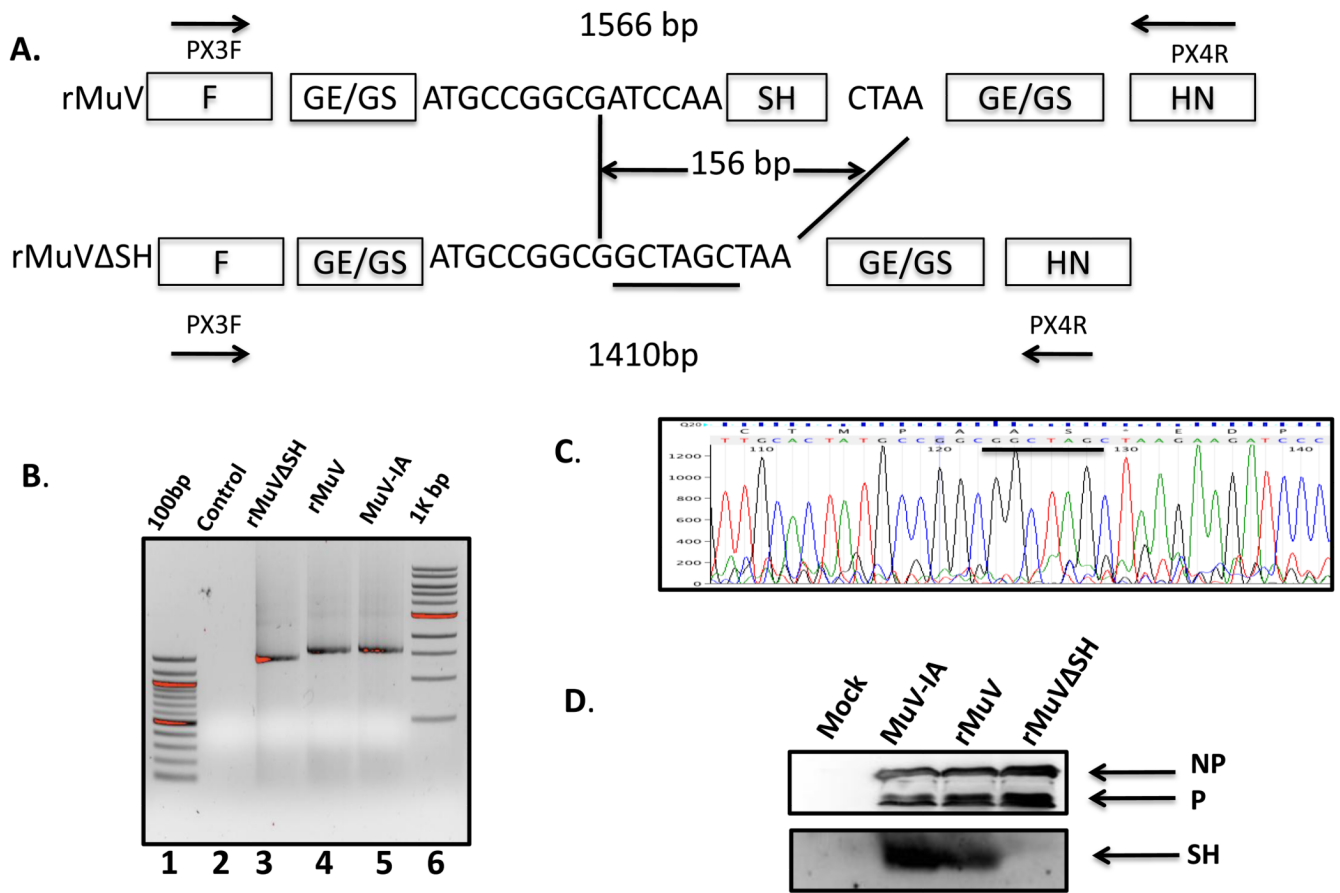 A.
1566 bp
PX3F
PX4R
rMuV F GE/GS ATGCCGGCGATCCAA SH CTAA GE/GS HN
156 bp
rMuVΔSH F GE/GS ATGCCGGCGGCTAGCTAA GE/GS HN
PX3F
PX4R
1410bp
B.
100bp
Control
rMuVΔSH
rMuV
MuV-IA
1K bp
1 2 3 4 5 6
C.
Q20
C T M P A A S - E D P
T T G C A C T A T G C C G G C G G C T A G C T A A G A A G A T C C C
110 120 130 140
1200
1000
800
600
400
200
0
D.
Mock
MuV-IA
rMuV
rMuVΔSH
NP
P
SH